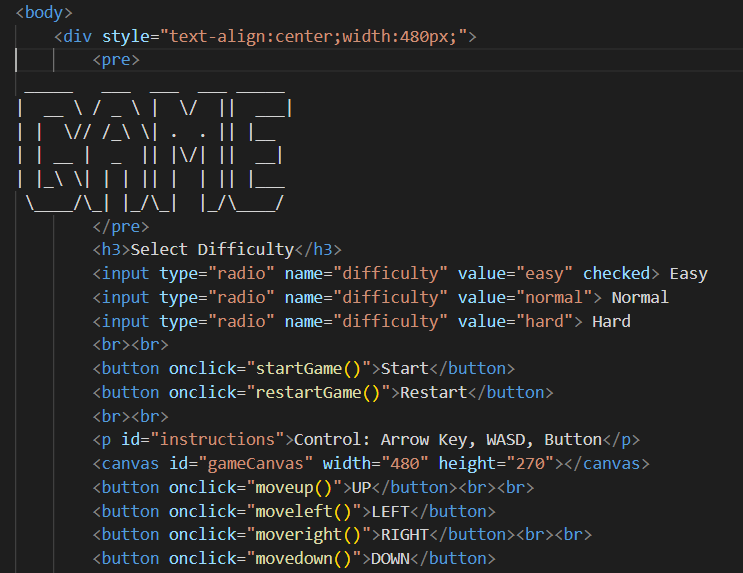 <body>
    <div style="text-align:center;width:480px;">
        <pre>
 _____   ___  ___  ___ _____
|  __ \ / _ \ |  \/  ||  ___|
| |  \// /_\ \| .  . || |__
| | __ |  _  || |\/| ||  __|
| |_\ \| | | || |  | || |___
 \____/\_| |_/\_|  |_/\____/
        </pre>
        <h3>Select Difficulty</h3>
        <input type="radio" name="difficulty" value="easy" checked> Easy
        <input type="radio" name="difficulty" value="normal"> Normal
        <input type="radio" name="difficulty" value="hard"> Hard
        <br><br>
        <button onclick="startGame()">Start</button>
        <button onclick="restartGame()">Restart</button>
        <br><br>
        <p id="instructions">Control: Arrow Key, WASD, Button</p>
        <canvas id="gameCanvas" width="480" height="270"></canvas>
        <button onclick="moveup()">UP</button><br><br>
        <button onclick="moveleft()">LEFT</button>
        <button onclick="moveright()">RIGHT</button><br><br>
        <button onclick="movedown()">DOWN</button>